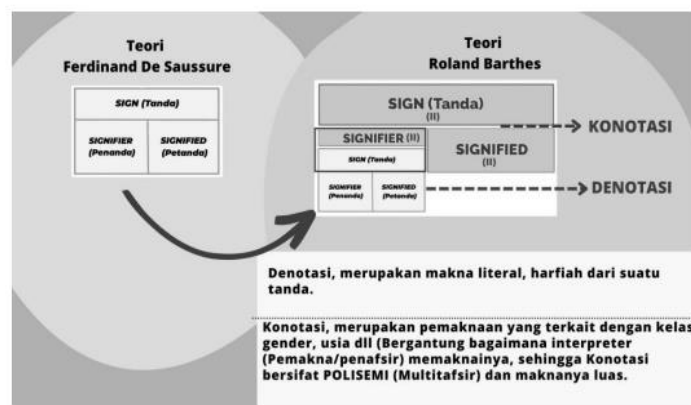 Teori
Ferdinand De Saussure
SIGN (Tanda)
SIGNIFIER
(Penanda)
SIGNIFIED
(Petanda)
Teori
Roland Barthes
SIGN (Tanda)
(II)
SIGNIFIER (II)
SIGN (Tanda)
SIGNIFIER
(Penanda)
SIGNIFIED
(Petanda)
SIGNIFIED
(II)
KONOTASI
DENOTASI
Denotasi, merupakan makna literal, harfiah dari suatu
tanda.
Konotasi, merupakan pemaknaan yang terkait dengan kelas
gender, usia dll (Bergantung bagaimana interpreter
(Pemakna/penafsir) memaknainya, sehingga Konotasi
bersifat POLISEMI (Multitafsir) dan maknanya luas.